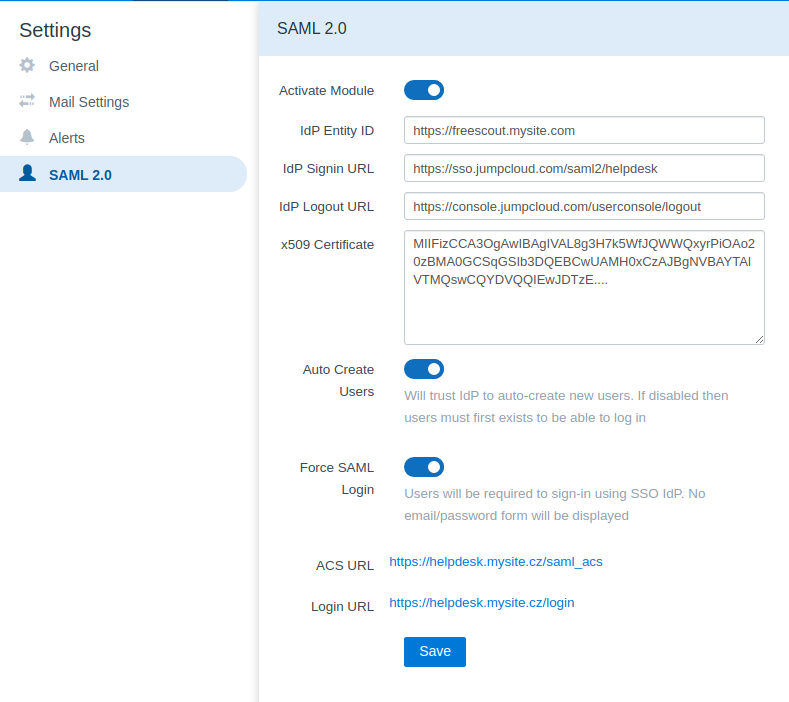 Settings
General
Mail Settings
Alerts
SAML 2.0
SAML 2.0
Activate Module
IdP Entity ID
https://freescout.mysite.com
IdP Signin URL
https://sso.jumpcloud.com/saml2/helpdesk
IdP Logout URL
https://console.jumpcloud.com/userconsole/logout
x509 Certificate
MIIFizCCA3OgAwIBAgIVAL8g3H7k5WfJQWWQxyrPiOAo2
0zBMA0GCSqGSIb3DQEBCwUAMH0xCzAJBgNVBAYTAl
VTMQswCQYDVQQIEwJDTzE....
Auto Create
Users
Will trust IdP to auto-create new users. If disabled then
users must first exists to be able to log in
Force SAML
Login
Users will be required to sign-in using SSO IdP. No
email/password form will be displayed
ACS URL
https://helpdesk.mysite.cz/saml_acs
Login URL
https://helpdesk.mysite.cz/login
Save